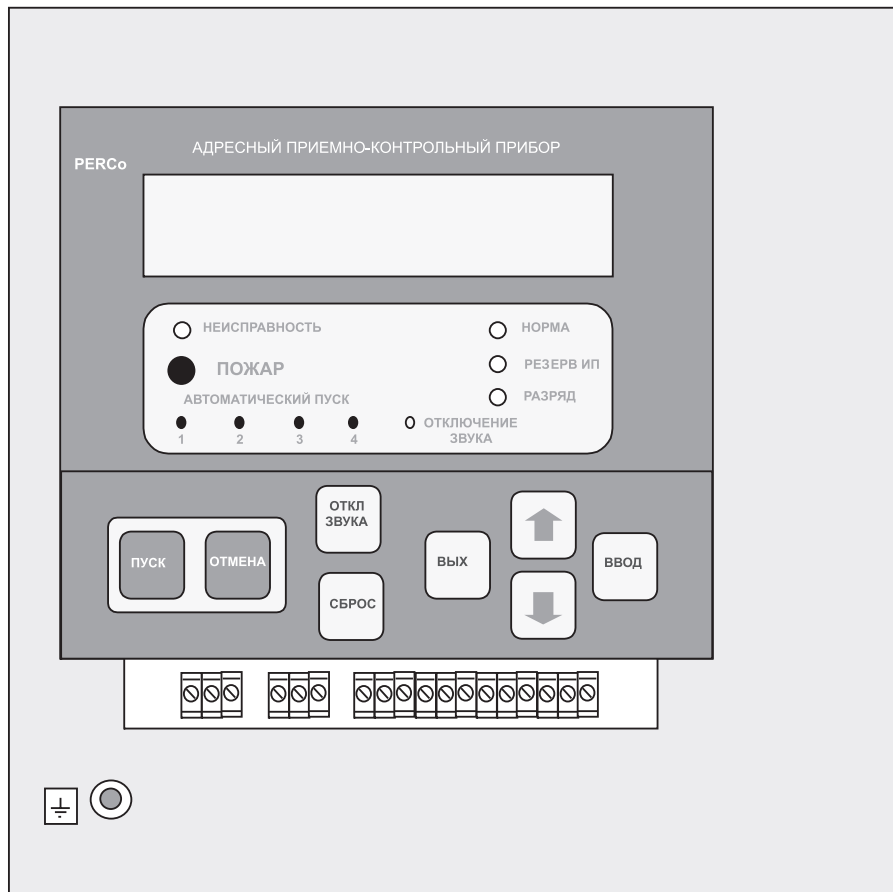 АДРЕСНЫЙ ПРИЕМНО-КОНТРОЛЬНЫЙ ПРИБОР
PERCo
НЕИСПРАВНОСТЬ
НОРМА
ПОЖАР
РЕЗЕРВ ИП
АВТОМАТИЧЕСКИЙ ПУСК
РАЗРЯД
1 2 3 4
ОТКЛЮЧЕНИЕ
ЗВУКА
ОТКЛ
ЗВУКА
ПУСК
ОТМЕНА
ВЫХ
ВВОД
СБРОС